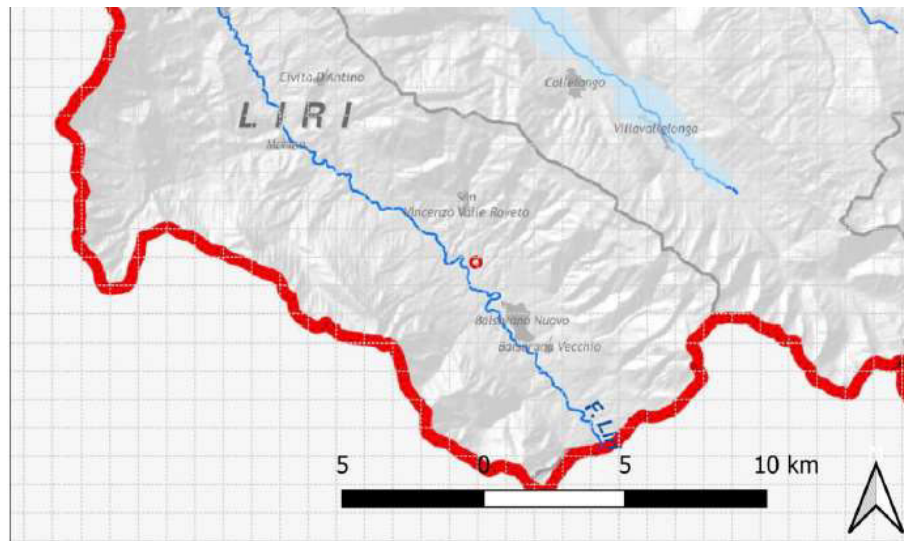 Civita D'Antino
Collelongo
LIRI
Villavallelonga
Morino
San
Vincenzo Valle Roveto
Balsorano Nuovo
Balsorano Vecchio
F. LIR
5 0 5 10 km